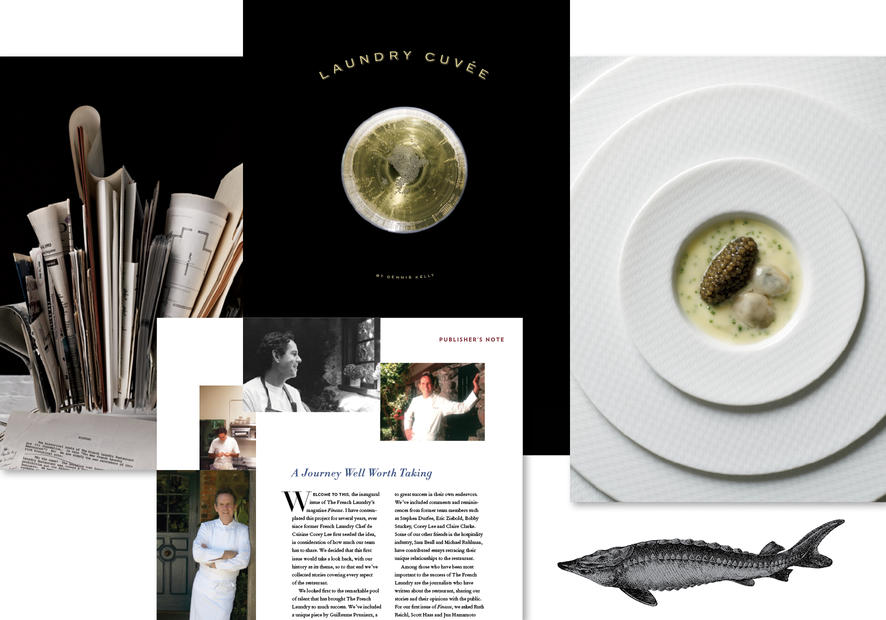 LAUNDRY CUVÉE
BY DENNIS KELLY
PUBLISHER'S NOTE
A Journey Well Worth Taking
WELCOME TO THIS, the inaugural
issue of The French Laundry's
magazine Finesse. I have contem-
plated this project for several years, ever
since former French Laundry Chef de
Cuisine Corey Lee first seeded the idea,
in consideration of how much our team
has to share. We decided that this first
issue would take a look back, with our
history as its theme, so to that end we've
collected stories covering every aspect
of the restaurant.
We looked first to the remarkable pool
of talent that has brought The French
Laundry so much success. We've included
a unique piece by Guillaume Prusiaux, a
to great success in their own endeavors.
We've included comments and reminis-
cences from former team members such
as Stephen Durfee, Eric Ziebold, Bobby
Stuckey, Corey Lee and Claire Clarke.
Some of our other friends in the hospitality
industry, Sam Beall and Michael Ruhlman,
have contributed essays retracing their
unique relationships to the restaurant.
Among those who have been most
important to the success of The French
Laundry are the journalists who have
written about the restaurant, sharing our
stories and their opinions with the public.
For our first issue of Finesse, we asked Ruth
Reichl, Scott Haas and Jun Hamamoto